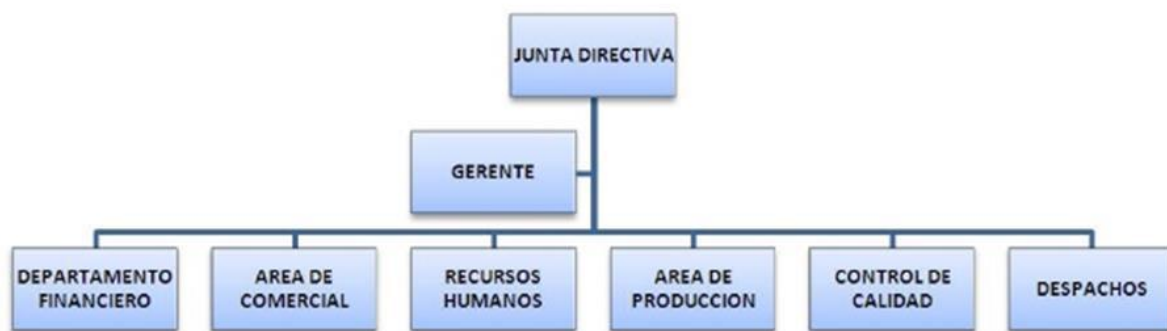 JUNTA DIRECTIVA
GERENTE
DEPARTAMENTO
FINANCIERO
AREA DE
COMERCIAL
RECURSOS
HUMANOS
AREA DE
PRODUCCION
CONTROL DE
CALIDAD
DESPACHOS